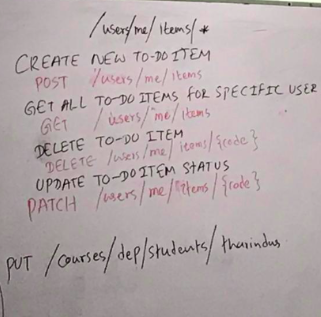 /users/me/items/*
CREATE NEW TO-DO ITEM
POST /users/me/items
GET ALL TO-DO ITEMS FOR SPECIFIC USER
GET /users/me/items
DELETE TO-DO ITEM
DELETE /users/me/items/{code}
UPDATE TO-DO ITEM STATUS
PATCH /users/me/items/{code}
PUT /courses/dep/students/tharindus